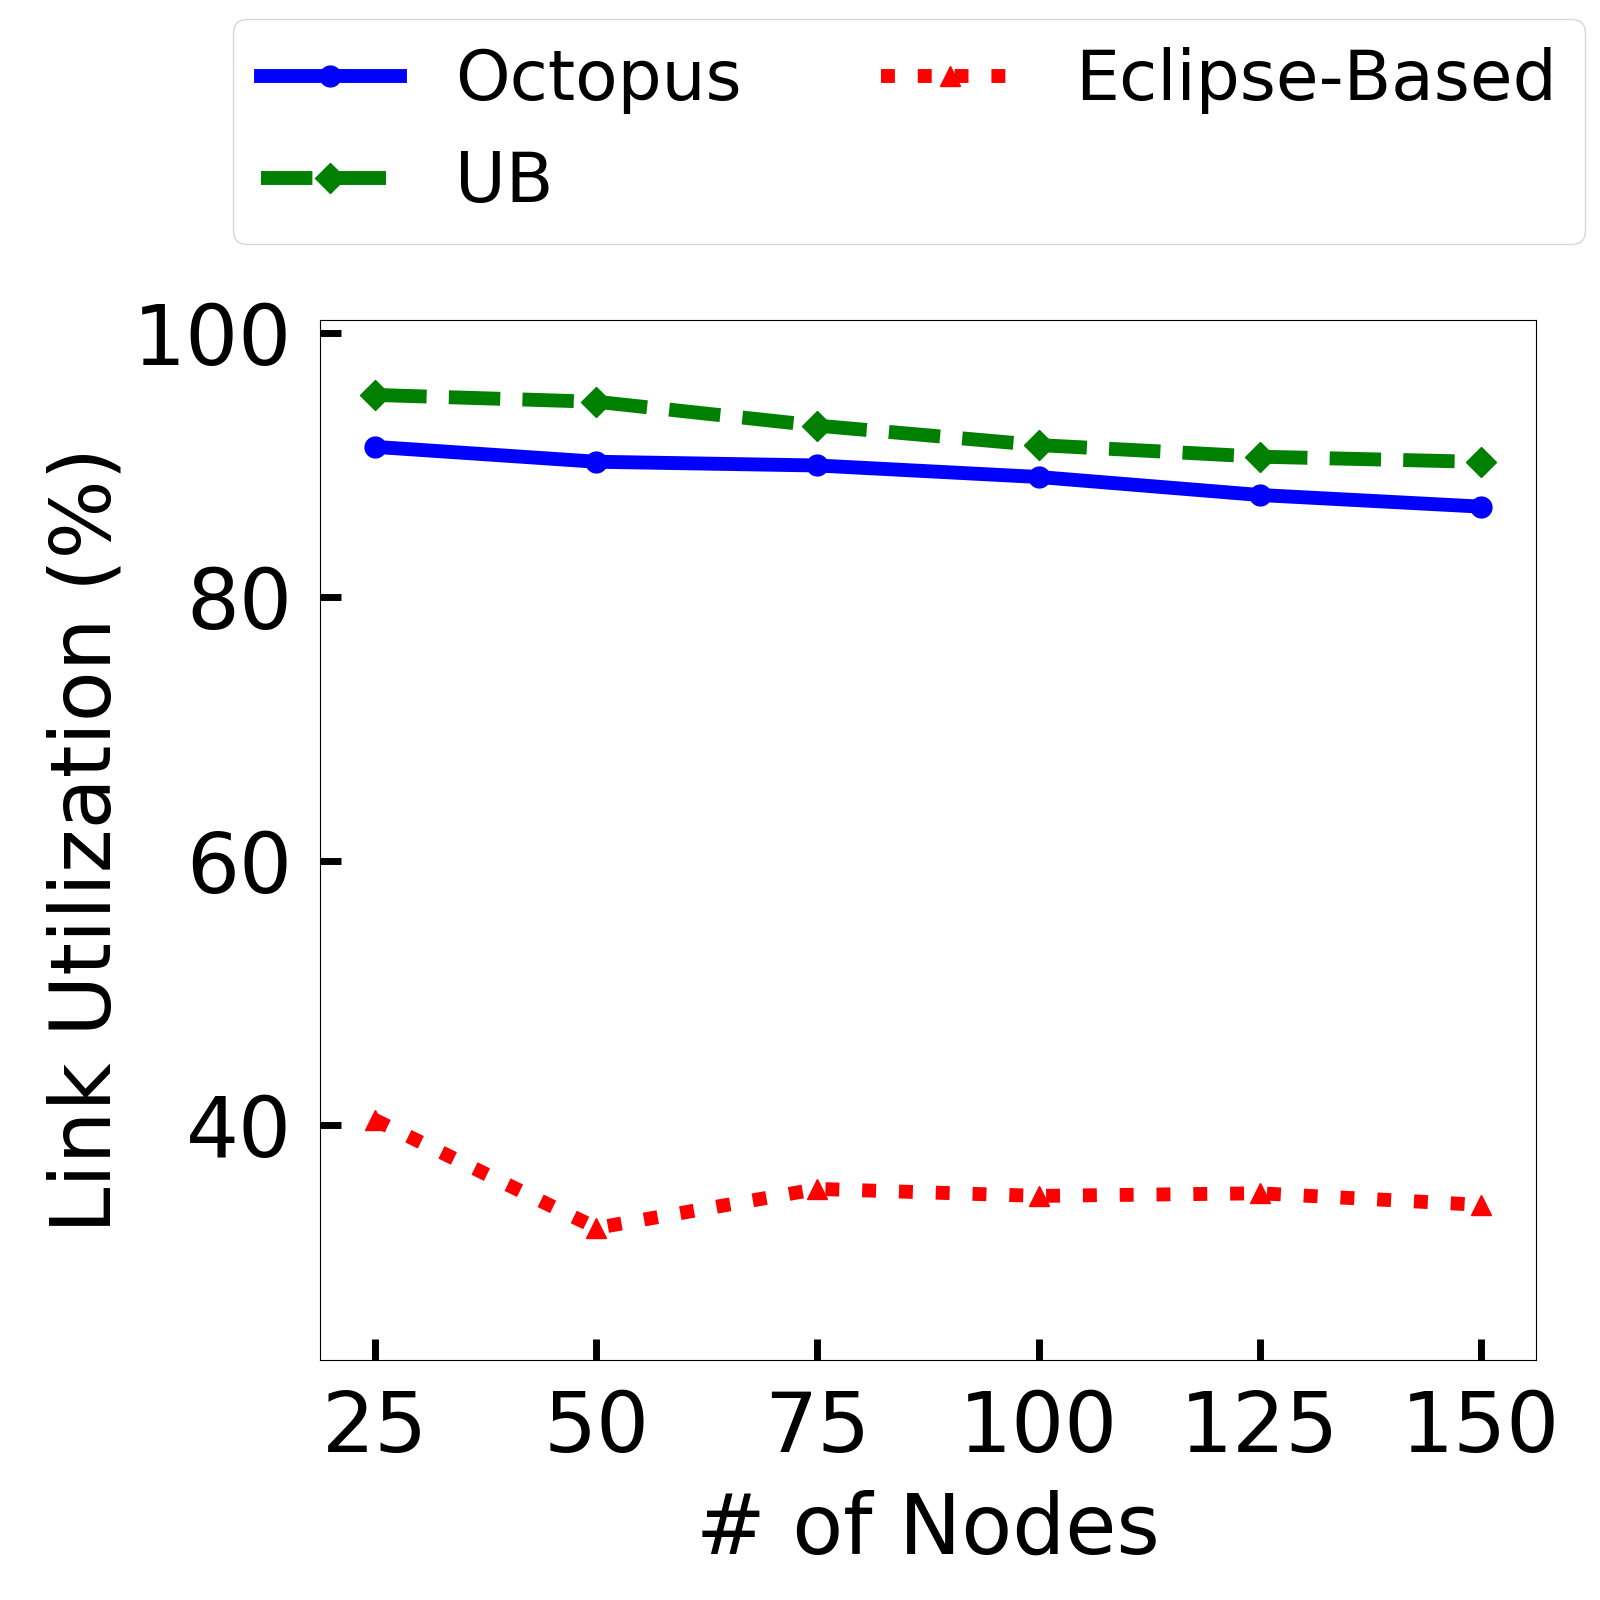 Octopus
Eclipse-Based
UB
100
80
60
40
Link Utilization (%)
25 50 75 100 125 150
# of Nodes